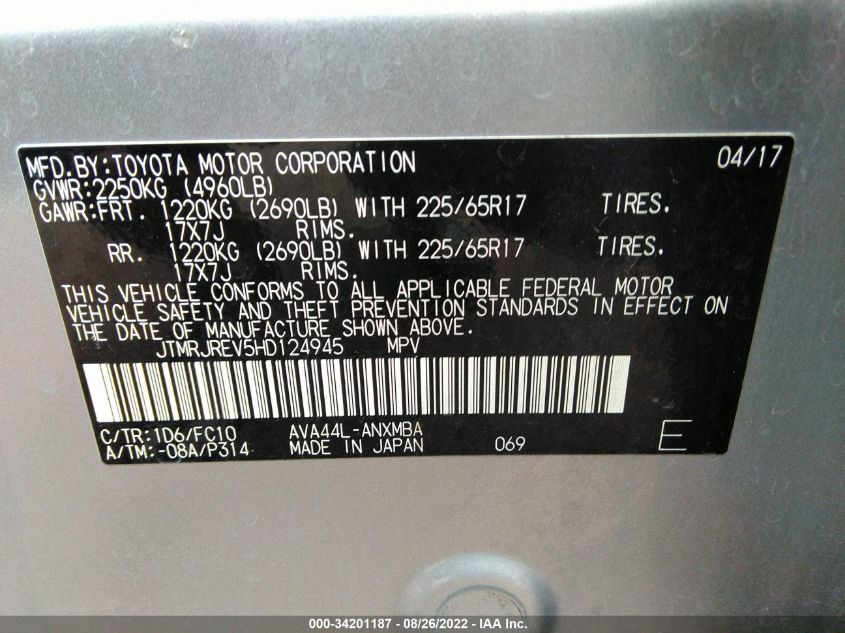 MFD.BY:TOYOTA MOTOR CORPORATION 04/17
GVWR:2250KG (4960LB)
GAWR:FRT. 1220KG (2690LB) WITH 225/65R17 TIRES.
17X7J RIMS.
RR. 1220KG (2690LB) WITH 225/65R17 TIRES.
17X7J RIMS.
THIS VEHICLE CONFORMS TO ALL APPLICABLE FEDERAL MOTOR
VEHICLE SAFETY AND THEFT PREVENTION STANDARDS IN EFFECT ON
THE DATE OF MANUFACTURE SHOWN ABOVE.
JTMRJREV5HD124945 MPV
C/TR:1D6/FC10 AVA44L-ANXMBA
A/TM:-08A/P314 MADE IN JAPAN 069 E
000-34201187 - 08/26/2022 - IAA Inc.